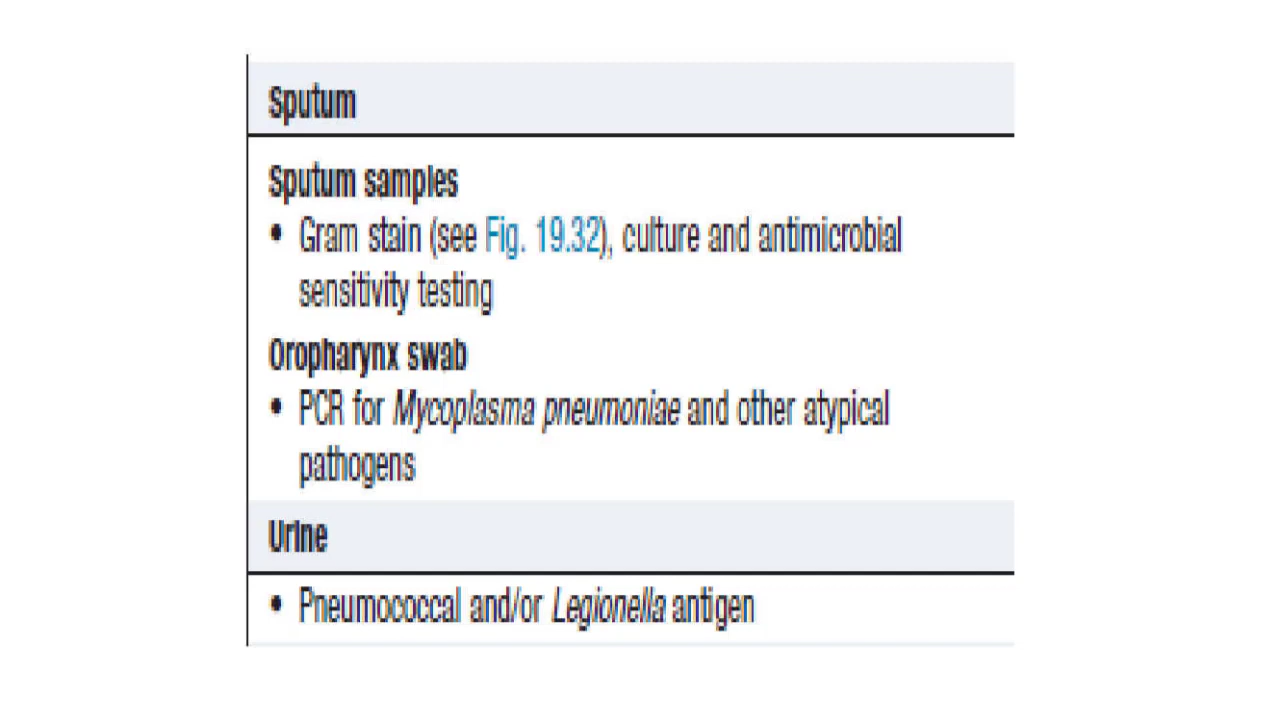 Sputum
Sputum samples
• Gram stain (see Fig. 19.32), culture and antimicrobial
sensitivity testing
Oropharynx swab
• PCR for Mycoplasma pneumoniae and other atypical
pathogens
Urine
• Pneumococcal and/or Legionella antigen